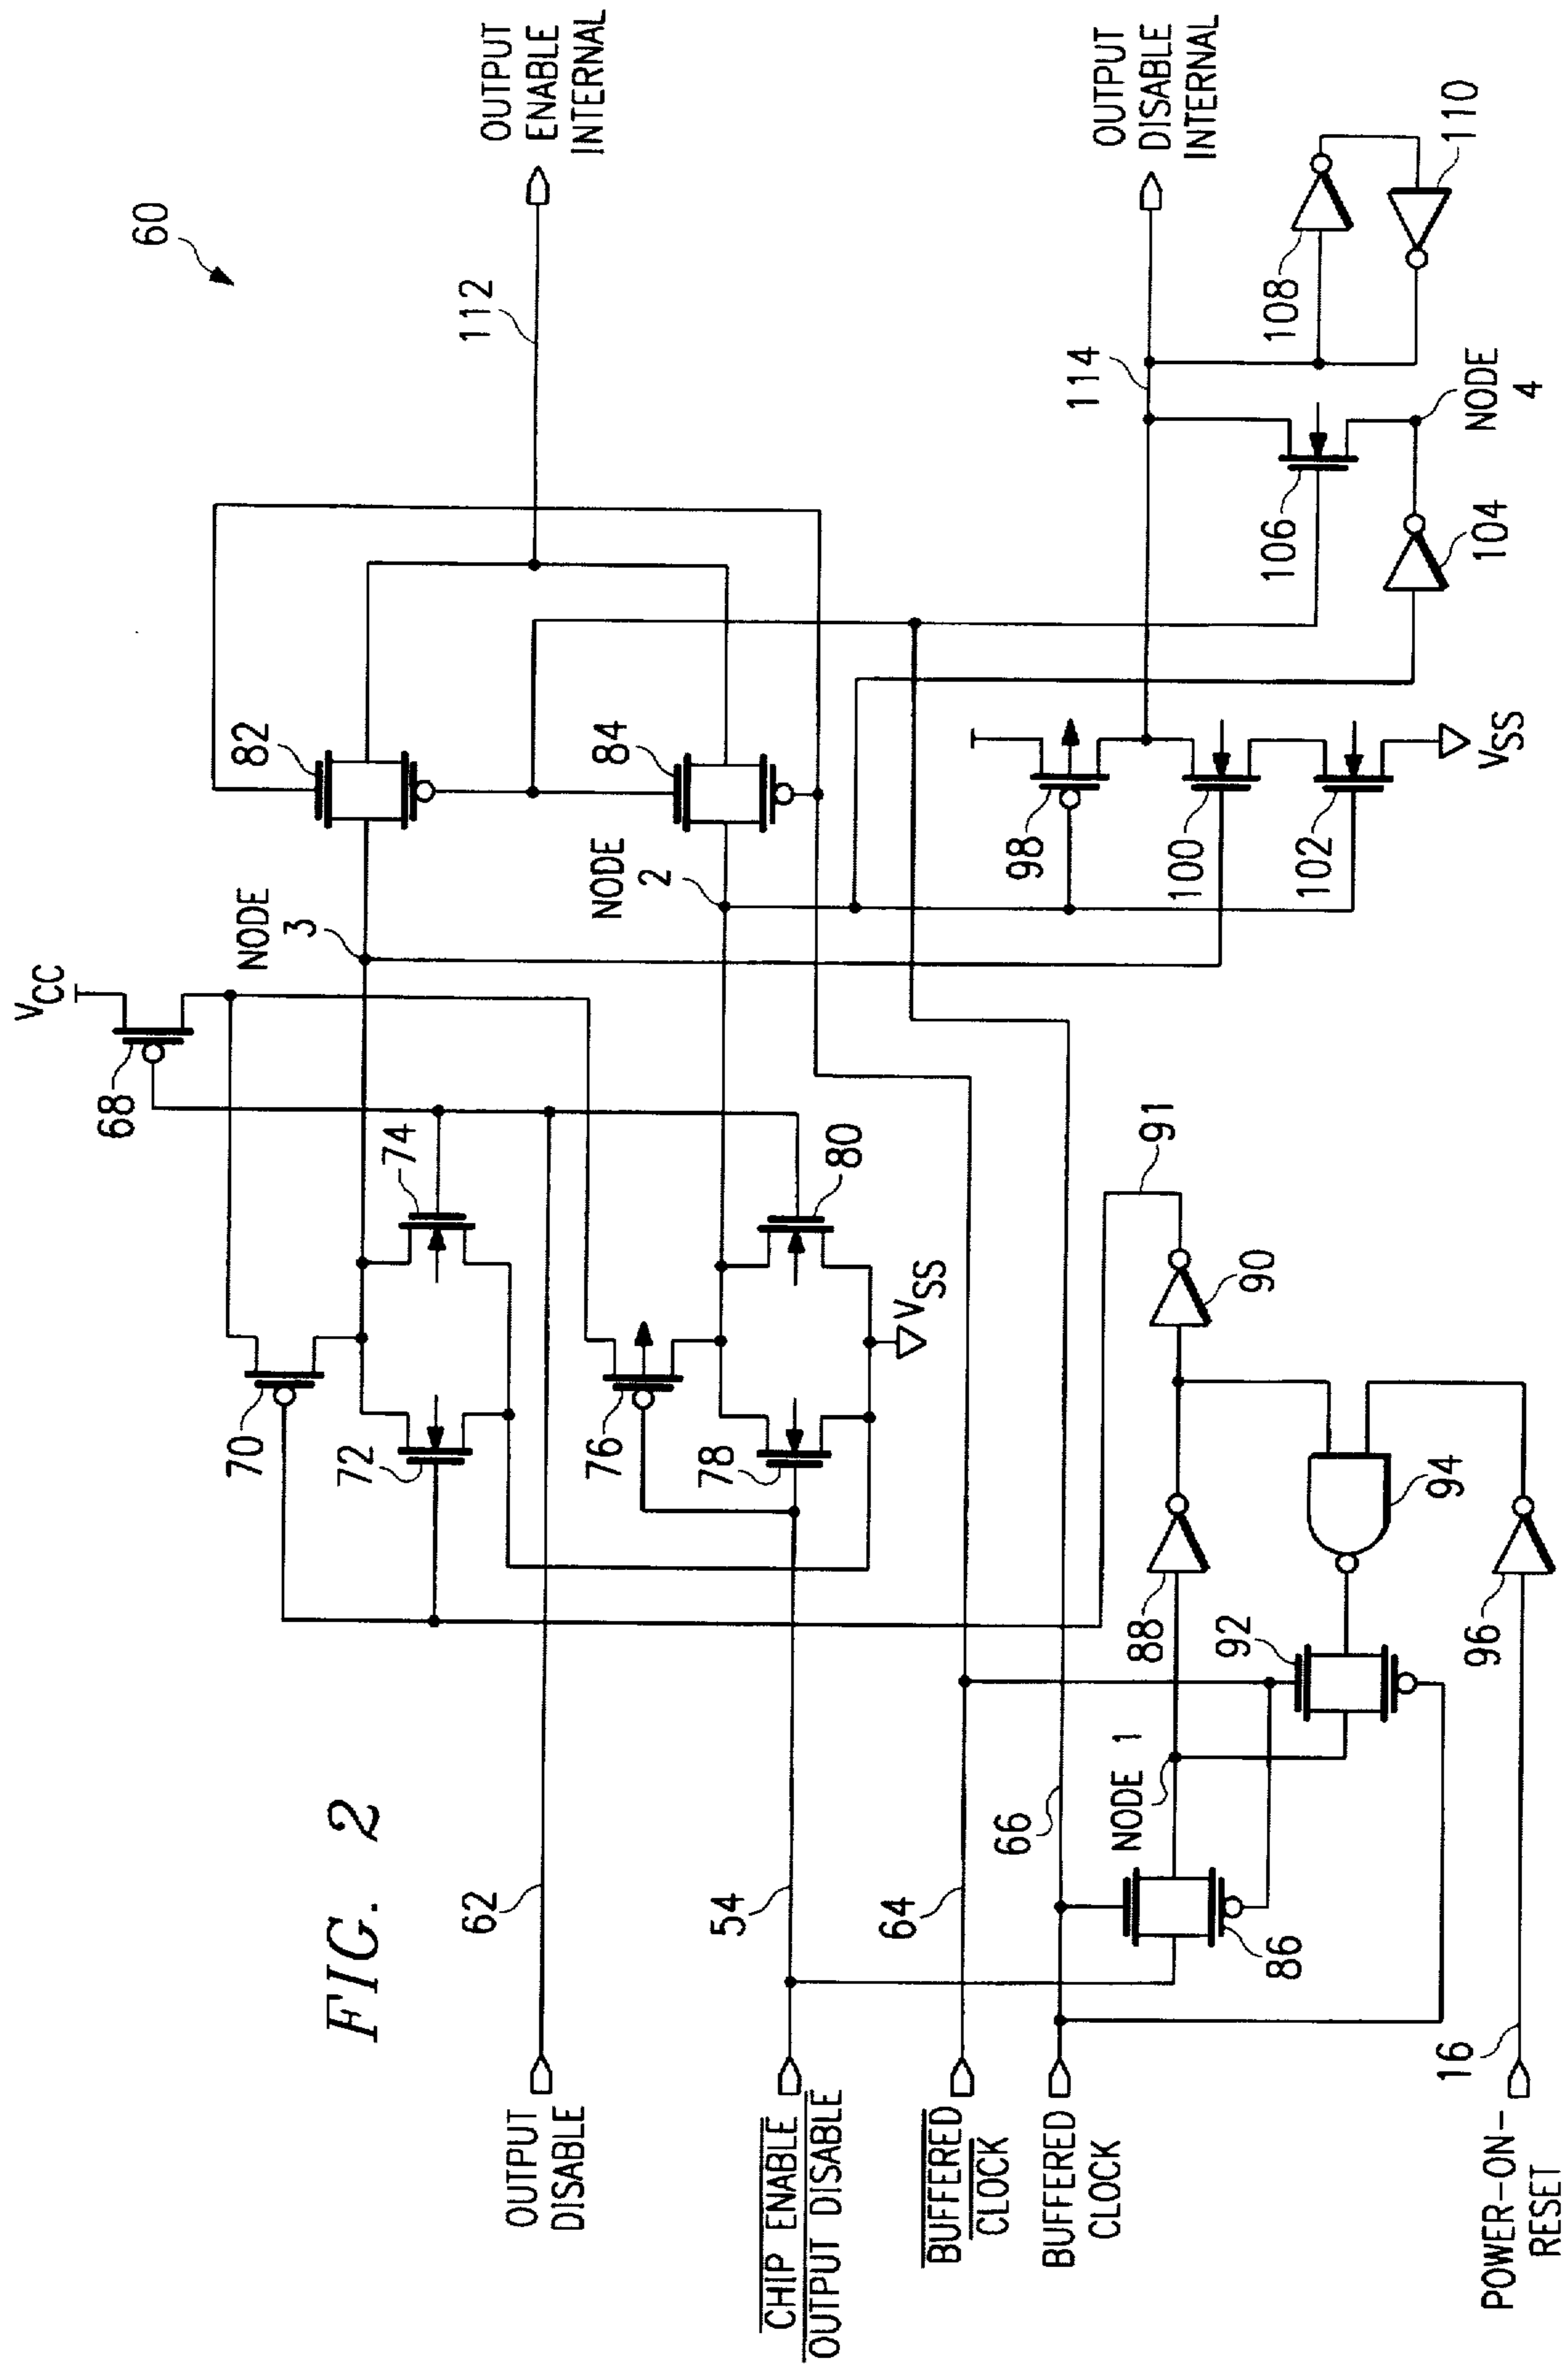 FIG. 2
60
OUTPUT
DISABLE
62
CHIP ENABLE
OUTPUT DISABLE
54
BUFFERED
CLOCK
64
BUFFERED
CLOCK
66
POWER-ON-
RESET
16
VCC
68
70
72
74
76
78
80
VSS
NODE
3
NODE
2
82
84
112
OUTPUT
ENABLE
INTERNAL
86
NODE 1
88
90
91
92
94
96
98
100
102
VSS
104
106
NODE
4
108
110
114
OUTPUT
DISABLE
INTERNAL